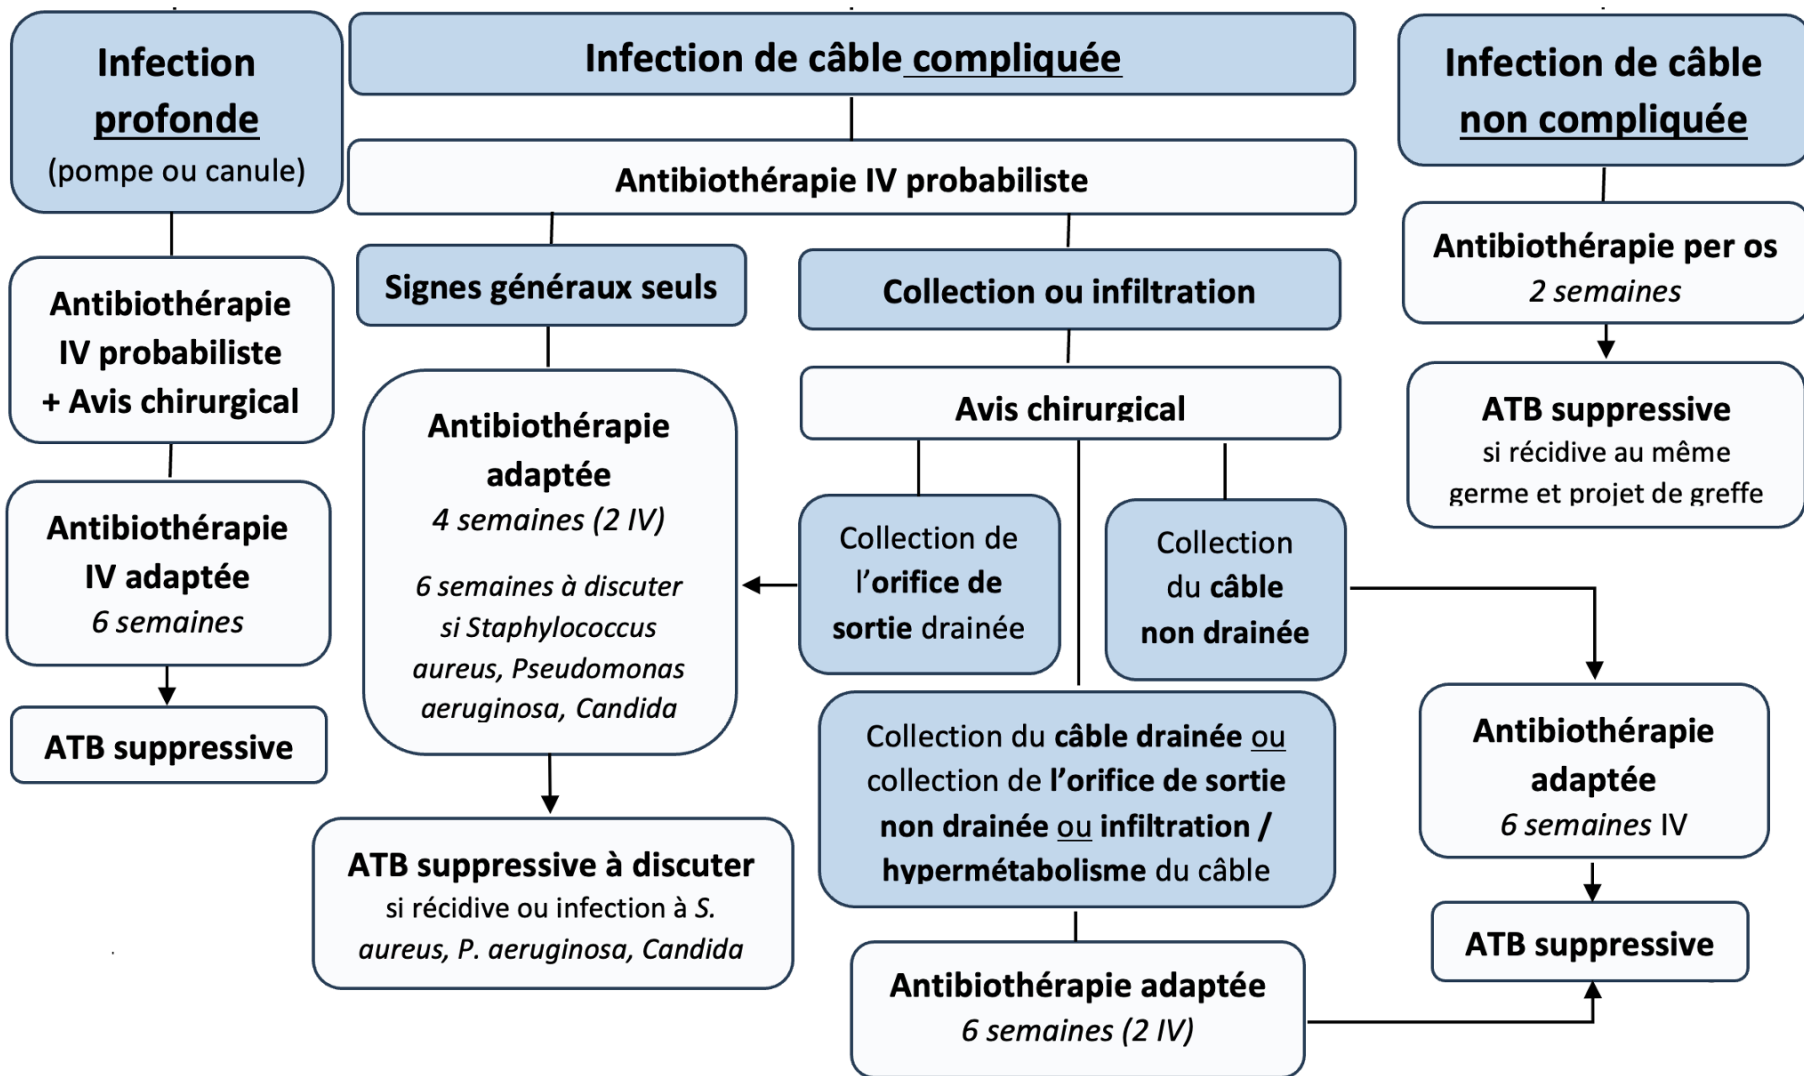 Infection
profonde
(pompe ou canule)
Antibiothérapie
IV probabiliste
+ Avis chirurgical
Antibiothérapie
IV adaptée
6 semaines
ATB suppressive
Infection de câble compliquée
Antibiothérapie IV probabiliste
Signes généraux seuls
Antibiothérapie
adaptée
4 semaines (2 IV)
6 semaines à discuter
si Staphylococcus
aureus, Pseudomonas
aeruginosa, Candida
ATB suppressive à discuter
si récidive ou infection à S.
aureus, P. aeruginosa, Candida
Collection ou infiltration
Avis chirurgical
Collection de
l'orifice de
sortie drainée
Collection
du câble
non drainée
Collection du câble drainée ou
collection de l'orifice de sortie
non drainée ou infiltration /
hypermétabolisme du câble
Antibiothérapie adaptée
6 semaines (2 IV)
Antibiothérapie
adaptée
6 semaines IV
ATB suppressive
Infection de câble
non compliquée
Antibiothérapie per os
2 semaines
ATB suppressive
si récidive au même
germe et projet de greffe